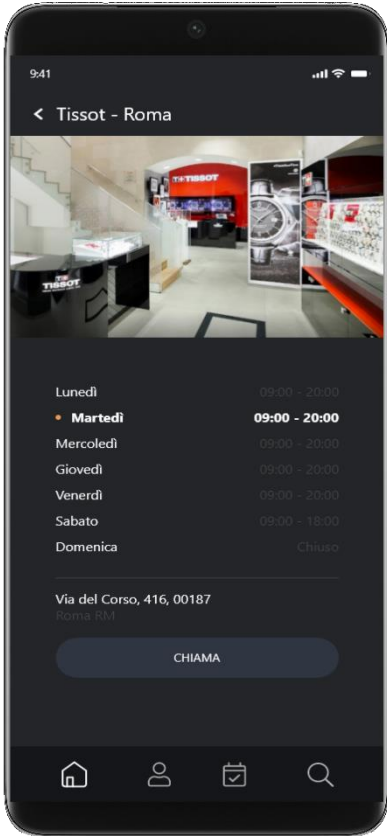 9:41
Tissot - Roma
T+ TISSOT
TISSOT
Lunedì 09:00 - 20:00
Martedì 09:00 - 20:00
Mercoledì 09:00 - 20:00
Giovedì 09:00 - 20:00
Venerdì 09:00 - 20:00
Sabato 09:00 - 18:00
Domenica Chiuso
Via del Corso, 416, 00187
Roma RM
CHIAMA